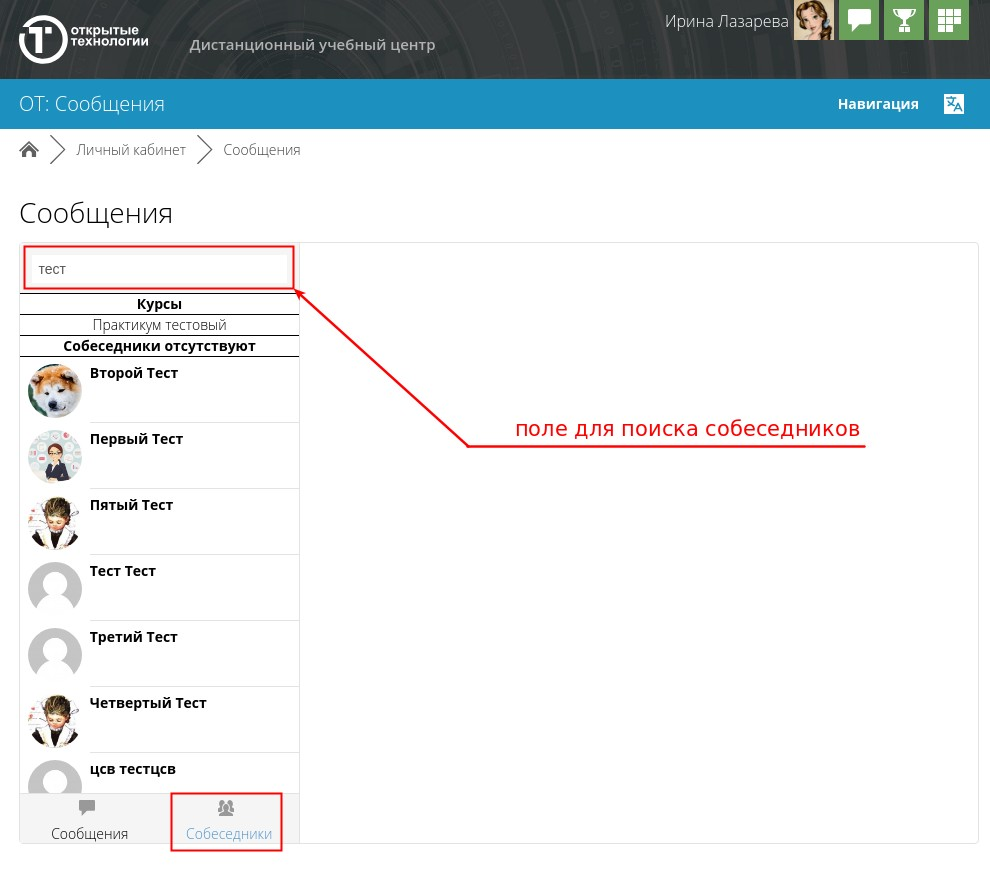 открытые
технологии
Дистанционный учебный центр
Ирина Лазарева
ОТ: Сообщения
Навигация
Личный кабинет
Сообщения
Сообщения
тест
Курсы
Практикум тестовый
Собеседники отсутствуют
Второй Тест
Первый Тест
Пятый Тест
Тест Тест
Третий Тест
Четвертый Тест
цсв тестцсв
поле для поиска собеседников
Сообщения
Собеседники